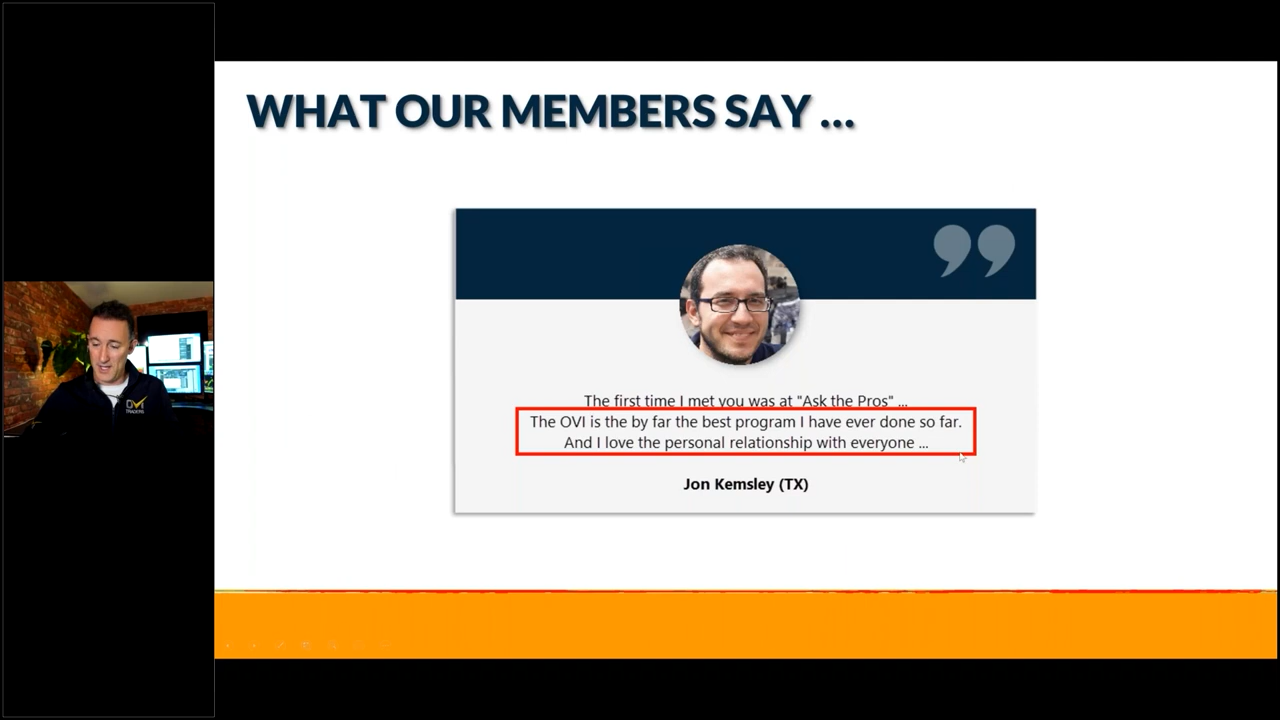 WHAT OUR MEMBERS SAY ...
The first time I met you was at "Ask the Pros" ...
The OVI is the by far the best program I have ever done so far.
And I love the personal relationship with everyone ...
Jon Kemsley (TX)
OVI
TRADERS